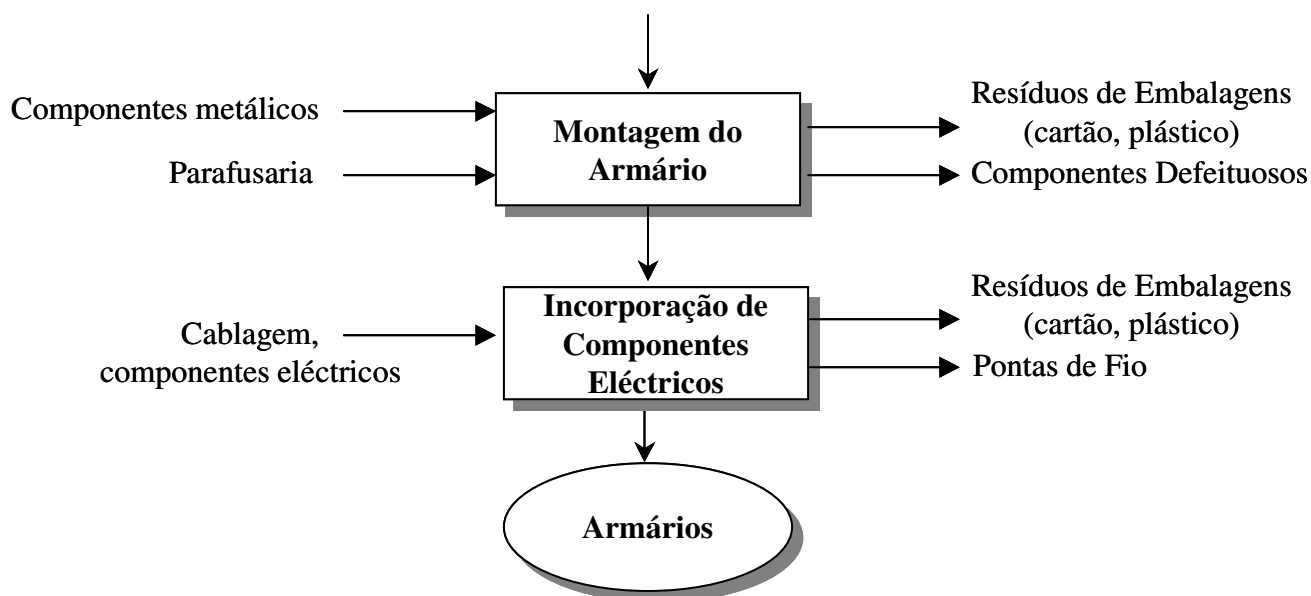 Componentes metálicos
Parafusaria
Montagem do
Armário
Resíduos de Embalagens
(cartão, plástico)
Componentes Defeituosos
Cablagem,
componentes eléctricos
Incorporação de
Componentes
Eléctricos
Resíduos de Embalagens
(cartão, plástico)
Pontas de Fio
Armários